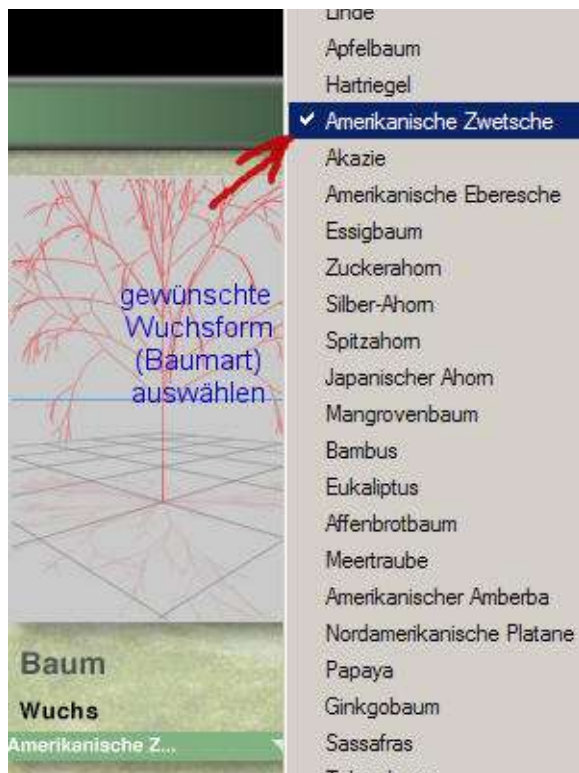 Linde
Apfelbaum
Hartriegel
Amerikanische Zwetsche
Akazie
Amerikanische Eberesche
Essigbaum
Zuckerahorn
Silber-Ahorn
Spitzahorn
Japanischer Ahorn
Mangrovenbaum
Bambus
Eukaliptus
Affenbrotbaum
Meertraube
Amerikanischer Amberba
Nordamerikanische Platane
Papaya
Ginkgobaum
Sassafras
gewünschte
Wuchsform
(Baumart)
auswählen
Baum
Wuchs
Amerikanische Z...